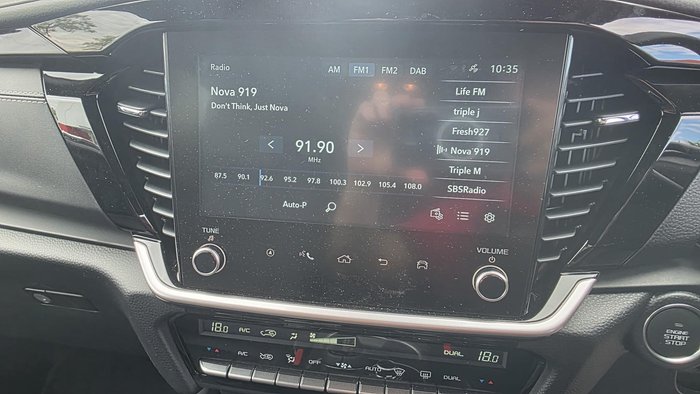 Radio
AM FM1 FM2 DAB
10:35
Nova 919
Don't Think, Just Nova
91.90
MHz
87.5 90.1 92.6 95.2 97.8 100.3 102.9 105.4 108.0
Auto-P
Life FM
triple j
Fresh927
Nova 919
Triple M
SBSRadio
TUNE
VOLUME
18.0 A/C
DUAL 18.0
A/C OFF AUTO DUAL
ENGINE
START
STOP